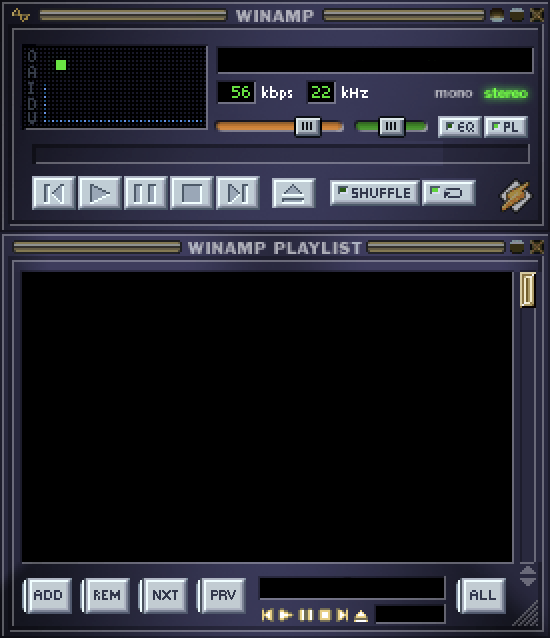 WINAMP
O
A
I
D
V
56 kbps 22 kHz mono stereo
EQ PL
SHUFFLE
WINAMP PLAYLIST
ADD REM NXT PRV ALL